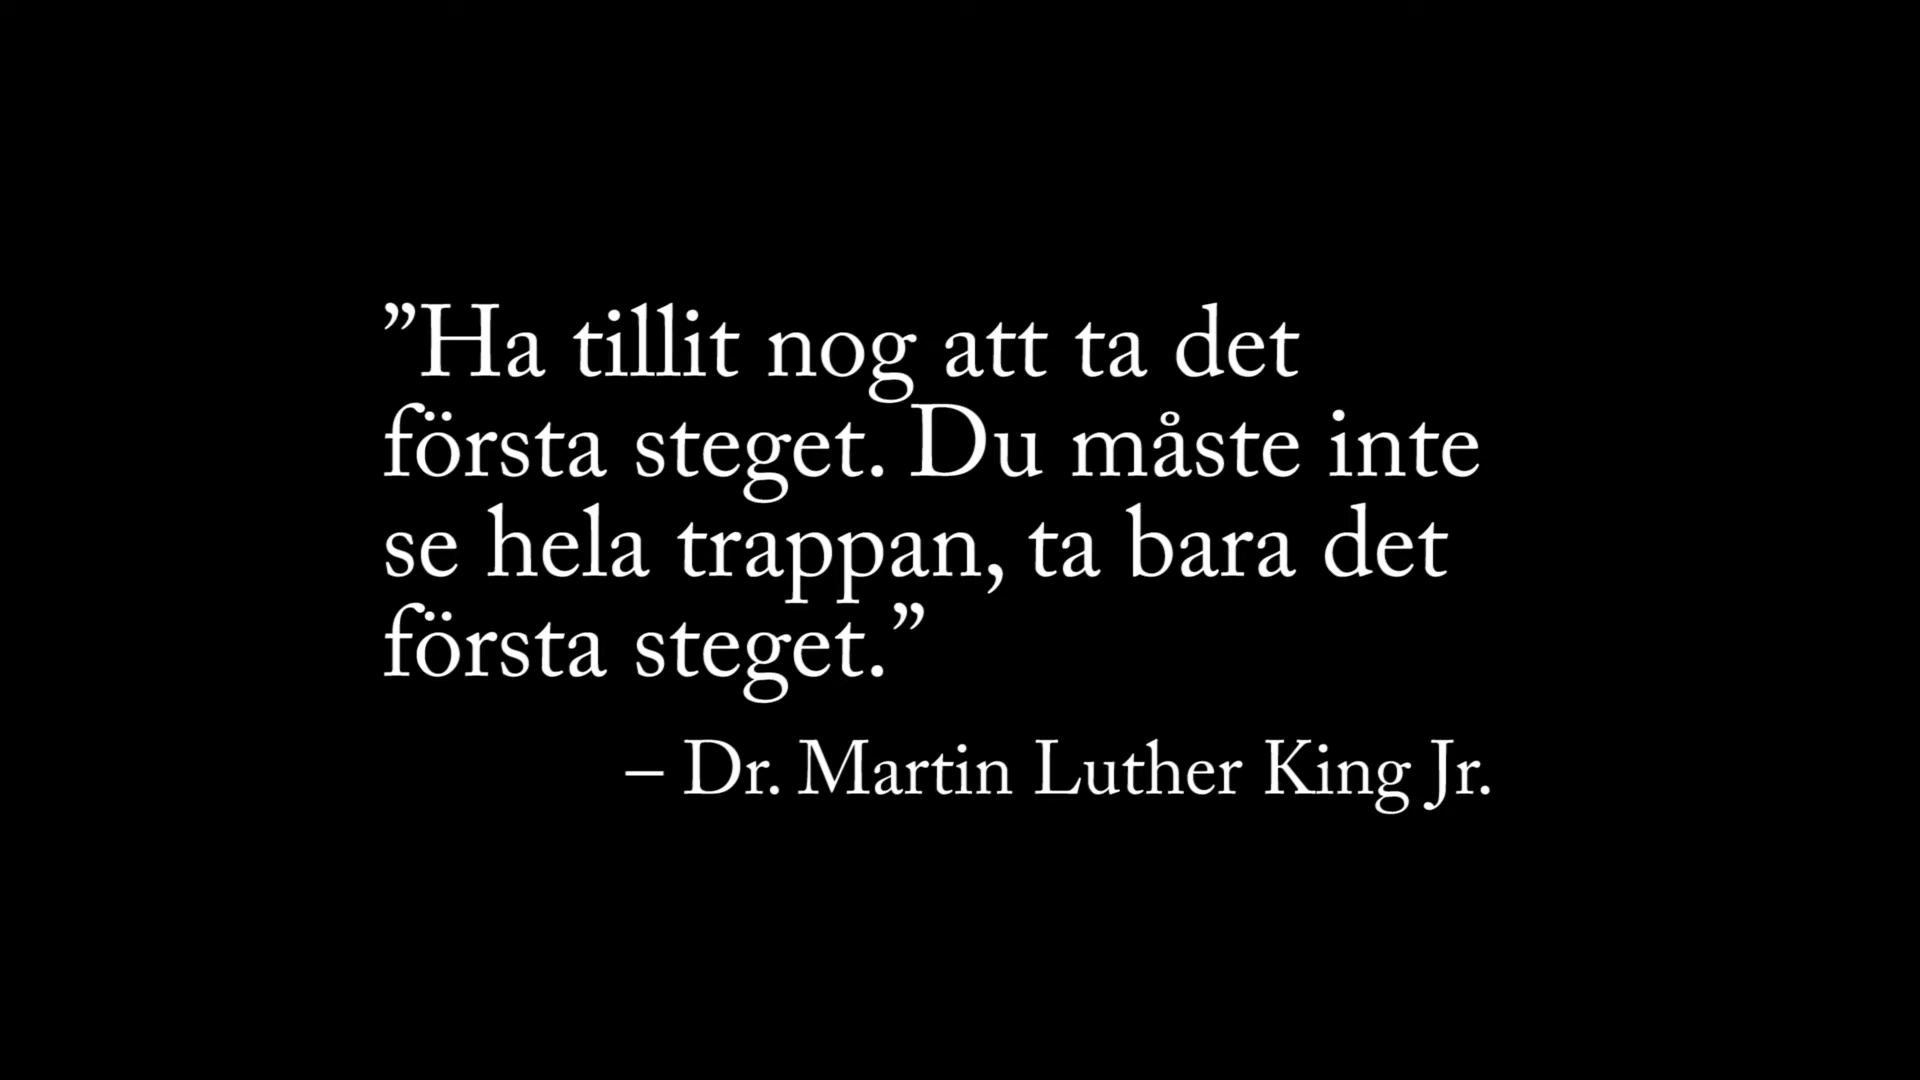 ”Ha tillit nog att ta det
första steget. Du måste inte
se hela trappan, ta bara det
första steget.”
– Dr. Martin Luther King Jr.